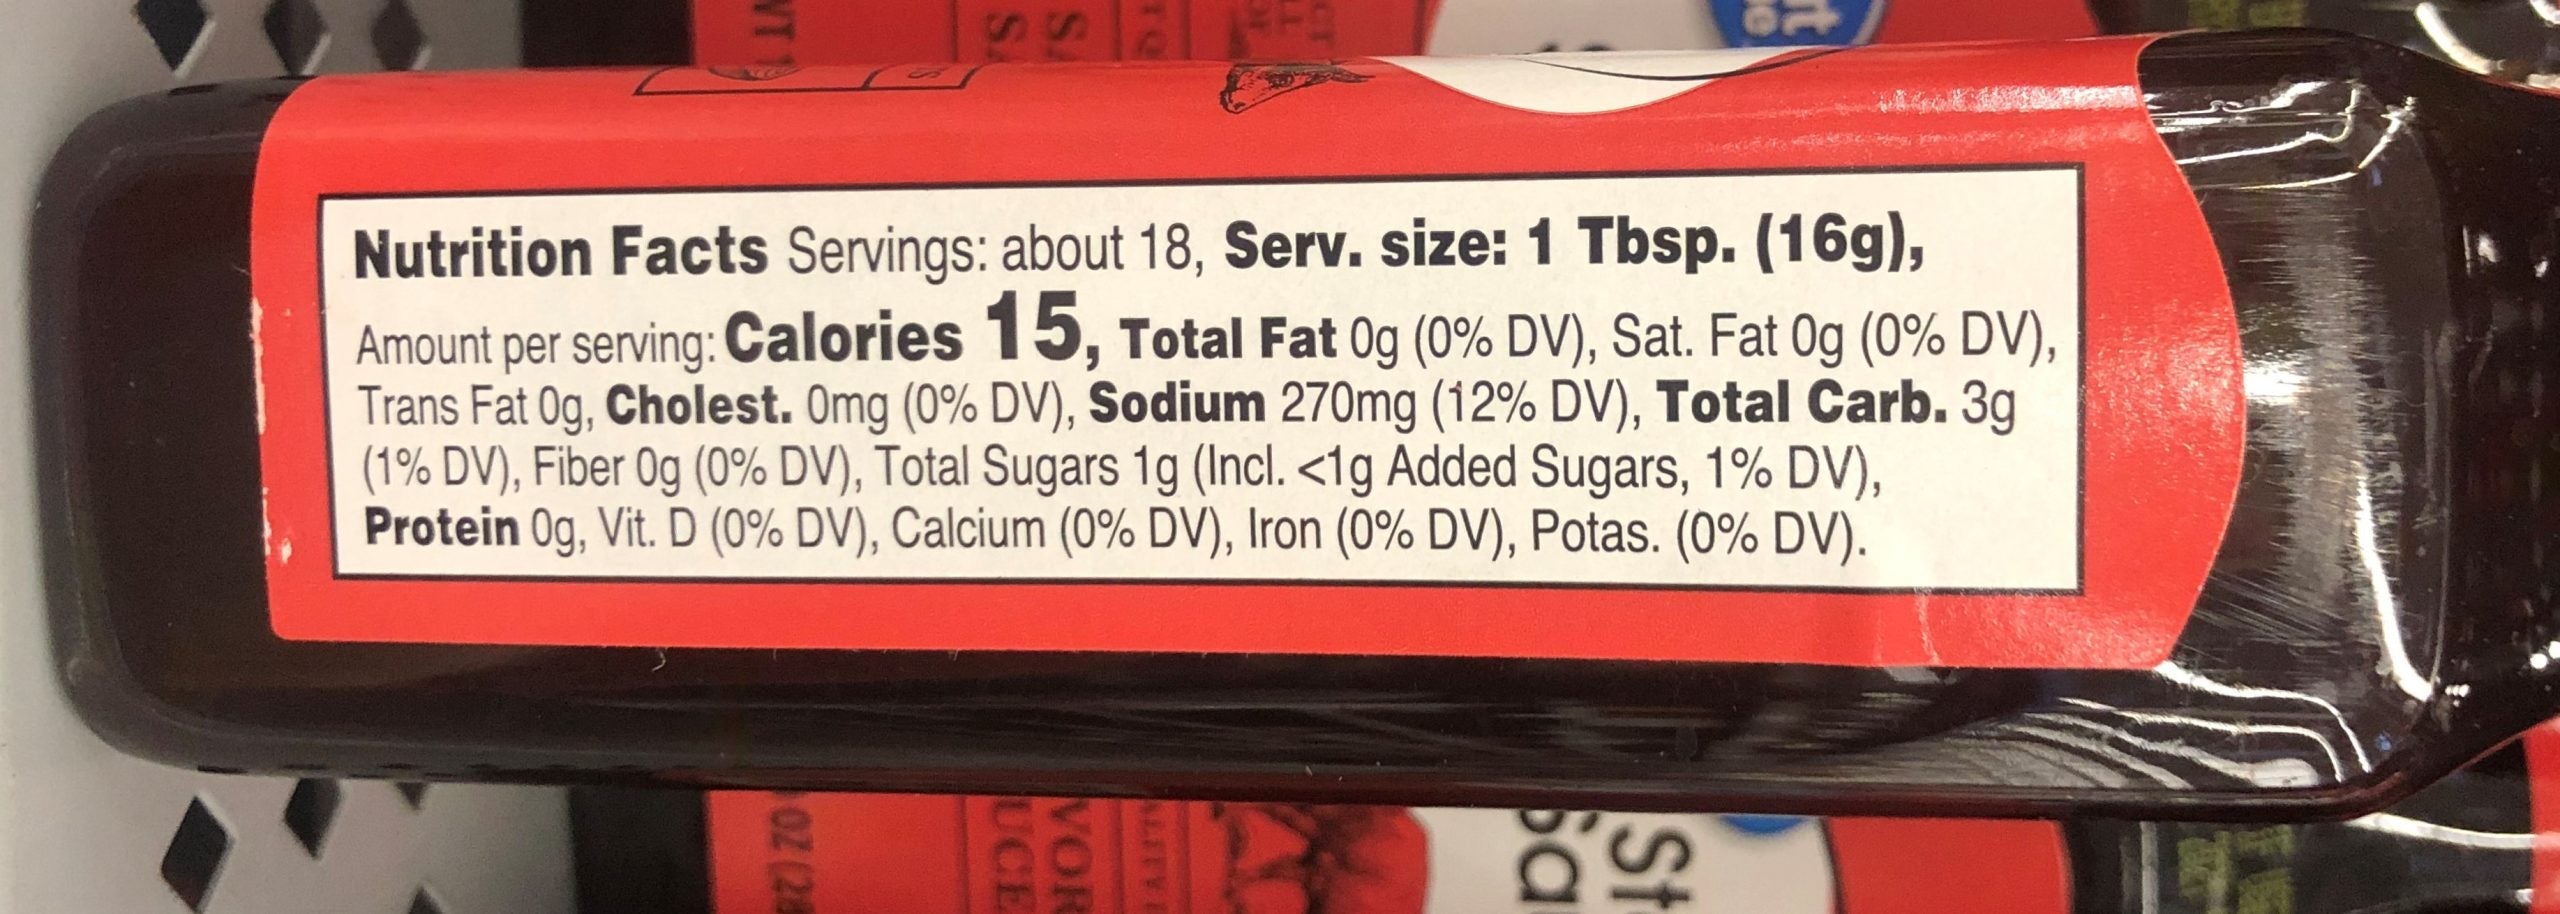 Nutrition Facts Servings: about 18, Serv. size: 1 Tbsp. (16g),
Amount per serving: Calories 15, Total Fat 0g (0% DV), Sat. Fat 0g (0% DV),
Trans Fat 0g, Cholest. 0mg (0% DV), Sodium 270mg (12% DV), Total Carb. 3g
(1% DV), Fiber 0g (0% DV), Total Sugars 1g (Incl. <1g Added Sugars, 1% DV),
Protein 0g, Vit. D (0% DV), Calcium (0% DV), Iron (0% DV), Potas. (0% DV).